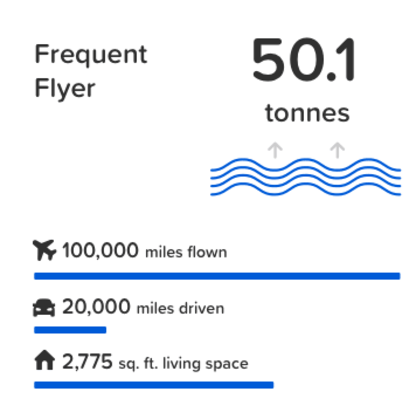 Frequent
Flyer
50.1
tonnes
100,000 miles flown
20,000 miles driven
2,775 sq. ft. living space